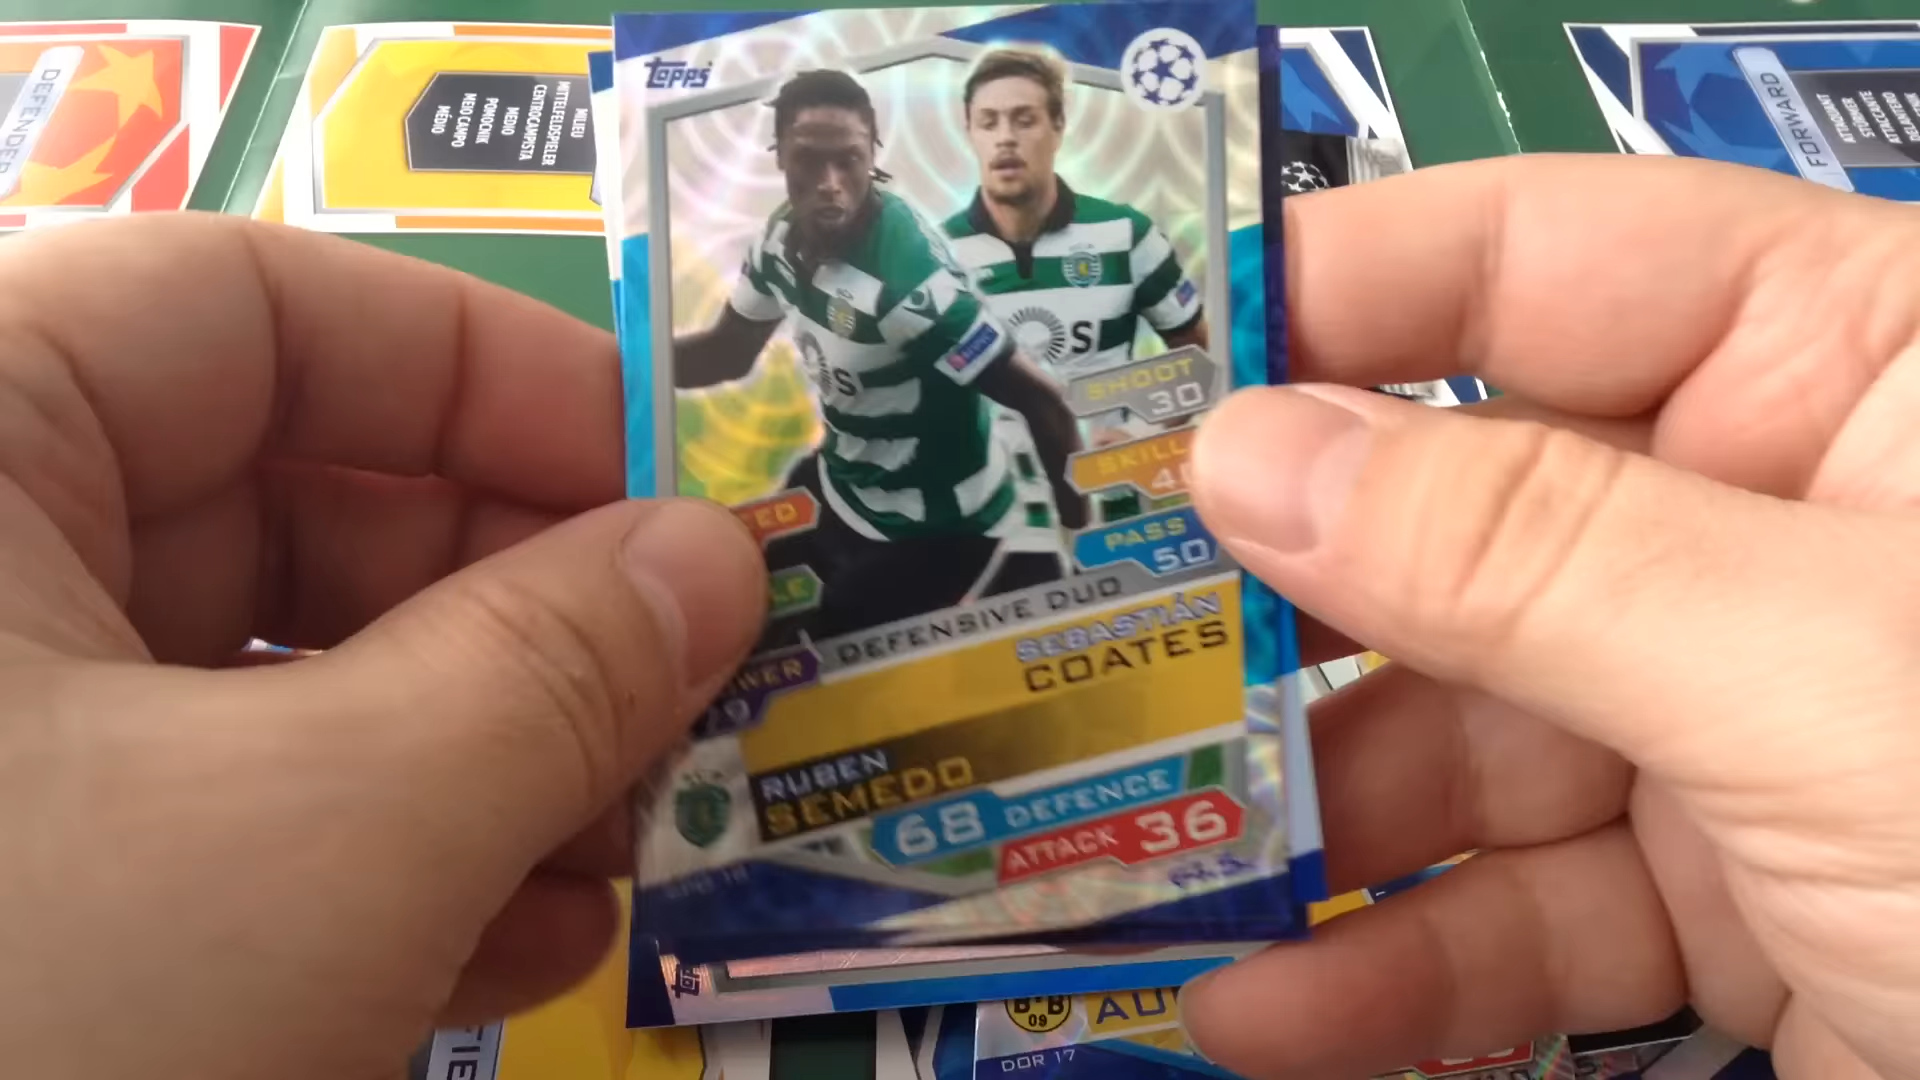 DEFENDER
MILIEU
MITTELFELDSPIELER
CENTROCAMPISTA
MEDIO
POMOCNIK
MEIO CAMPO
MÉDIO
FORWARD
ATTAQUANT
STÜRMER
ATTACCANTE
DELANTERO
Topps
SHOOT
30
SKILL
PASS
50
DEFENSIVE DUO
SEBASTIÁN
COATES
RUBEN
SEMEDO
68 DEFENCE
ATTACK 36
BVB
09
DOR 17